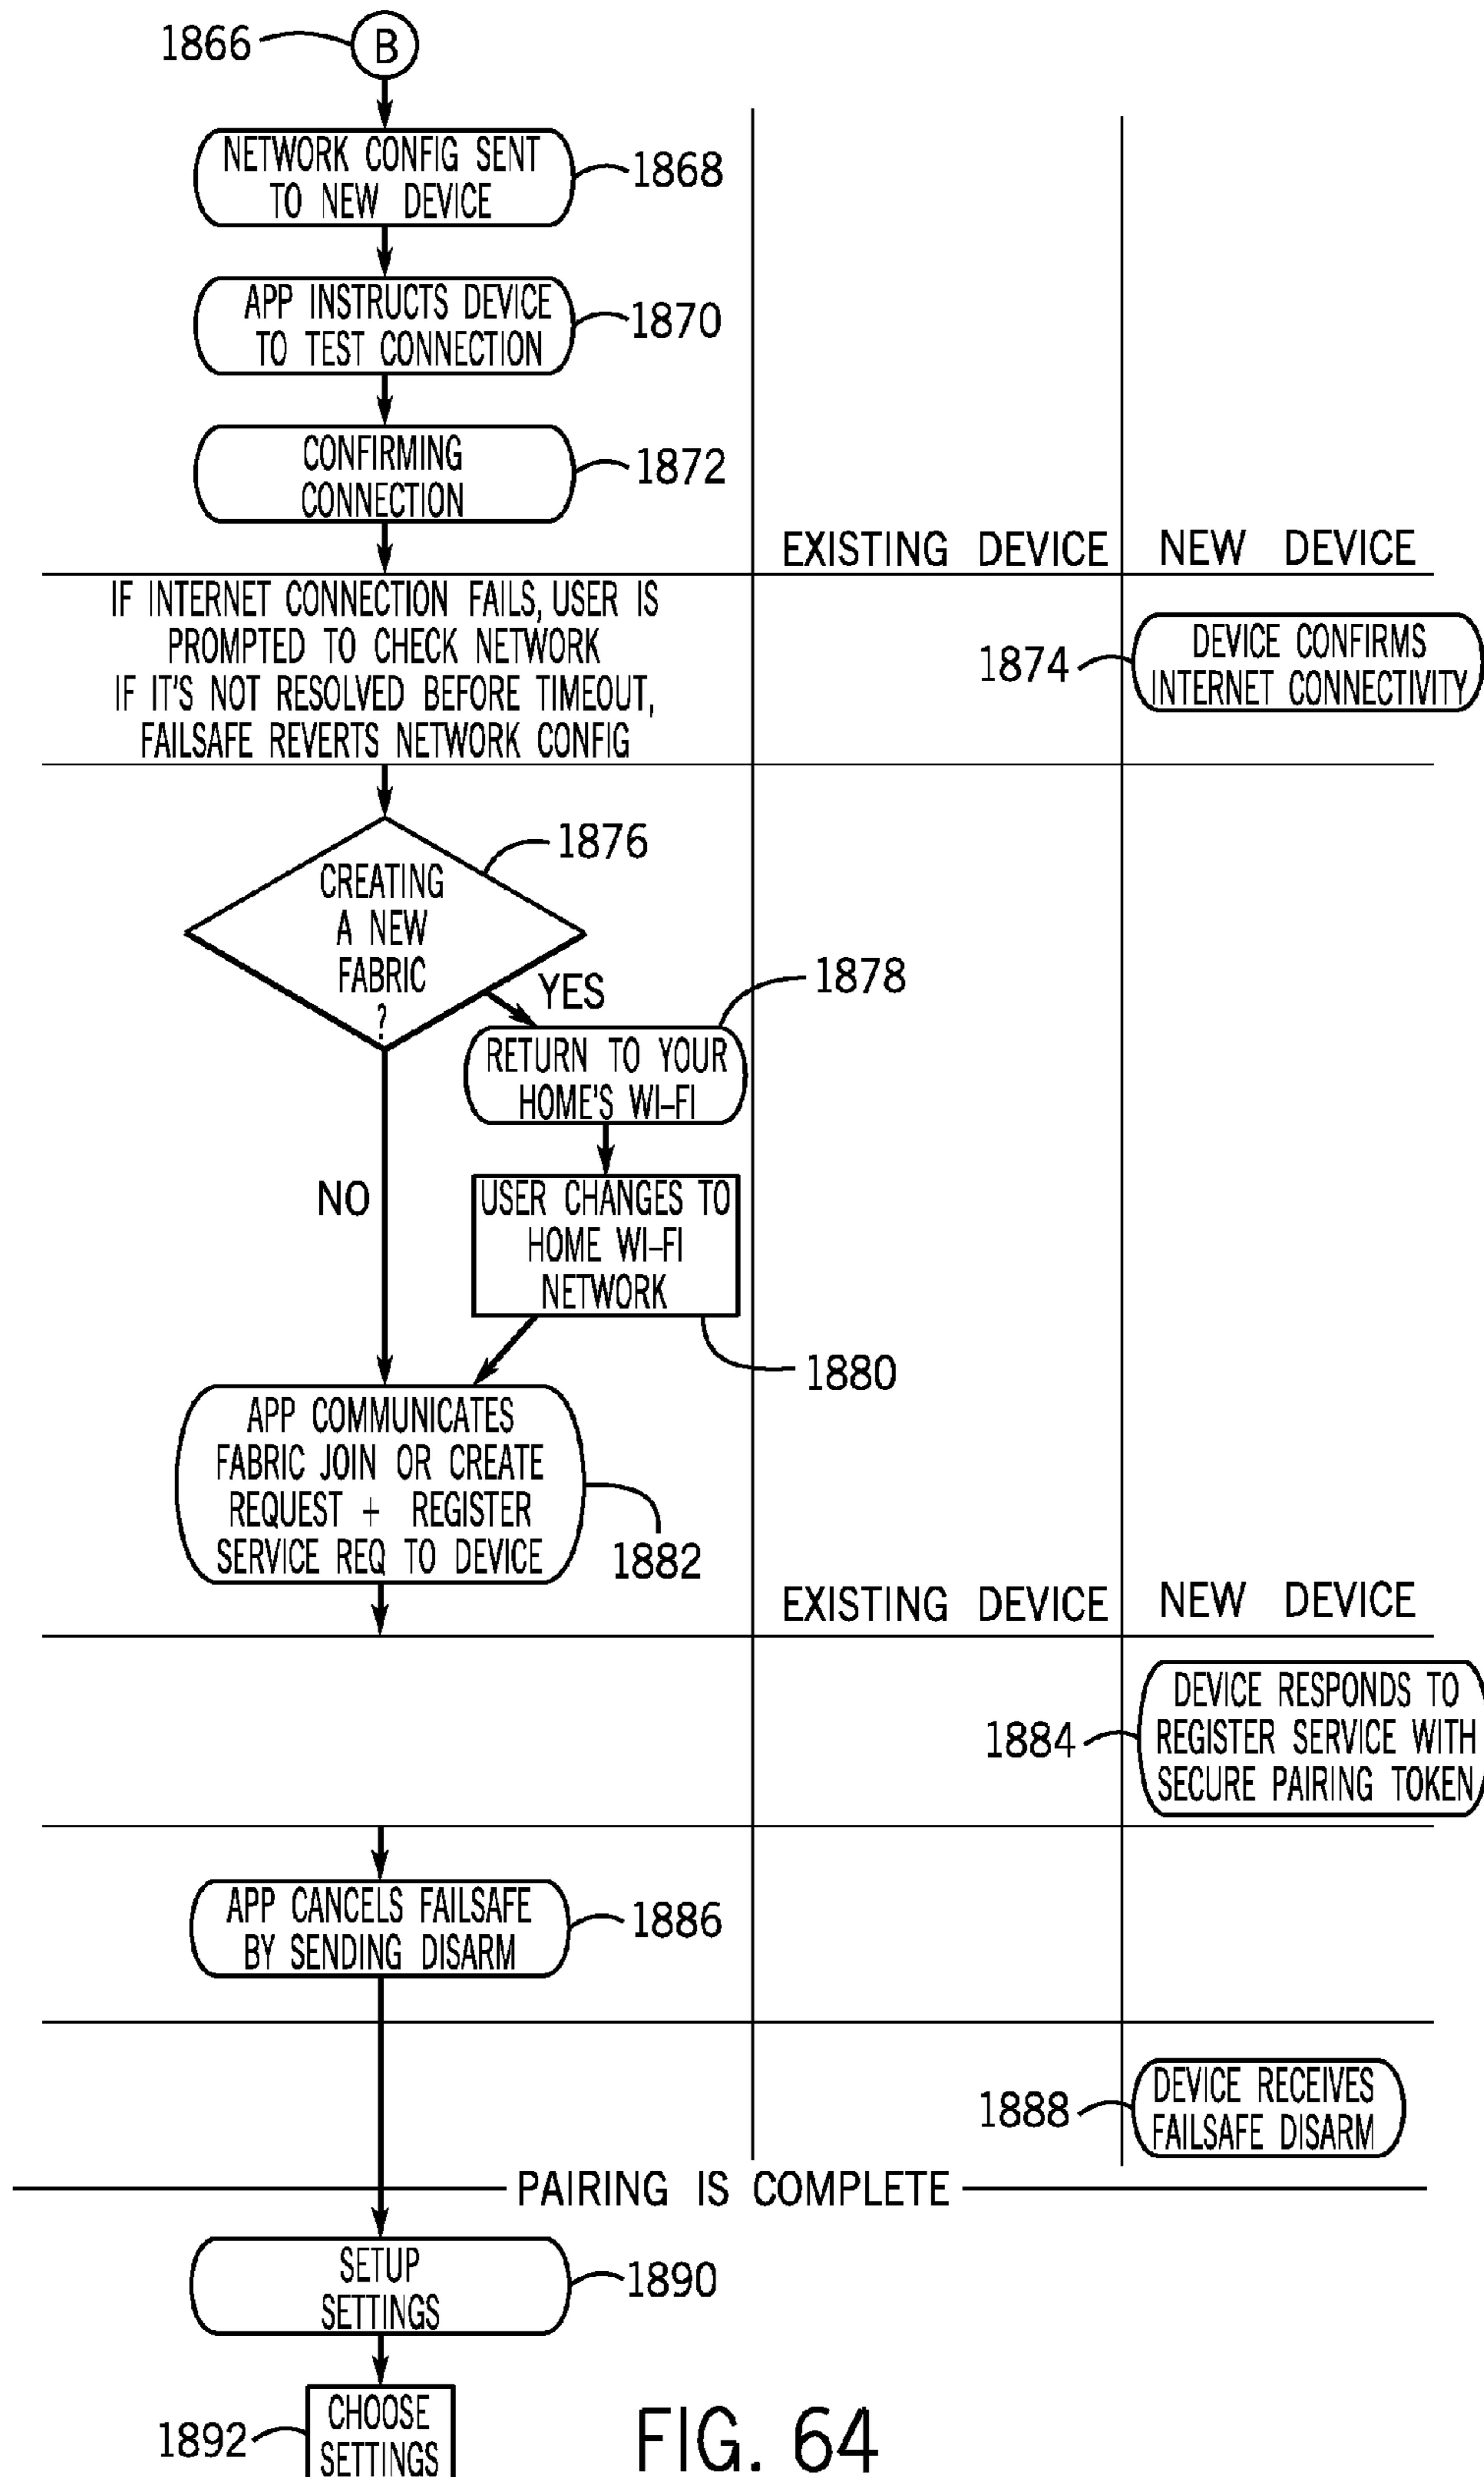 1866
B
NETWORK CONFIG SENT
TO NEW DEVICE
1868
APP INSTRUCTS DEVICE
TO TEST CONNECTION
1870
CONFIRMING
CONNECTION
1872
EXISTING DEVICE
NEW DEVICE
IF INTERNET CONNECTION FAILS, USER IS
PROMPTED TO CHECK NETWORK
IF IT'S NOT RESOLVED BEFORE TIMEOUT,
FAILSAFE REVERTS NETWORK CONFIG
1874
DEVICE CONFIRMS
INTERNET CONNECTIVITY
1876
CREATING
A NEW
FABRIC
?
YES
1878
RETURN TO YOUR
HOME'S WI–FI
NO
USER CHANGES TO
HOME WI–FI
NETWORK
1880
APP COMMUNICATES
FABRIC JOIN OR CREATE
REQUEST + REGISTER
SERVICE REQ TO DEVICE
1882
EXISTING DEVICE
NEW DEVICE
1884
DEVICE RESPONDS TO
REGISTER SERVICE WITH
SECURE PAIRING TOKEN
APP CANCELS FAILSAFE
BY SENDING DISARM
1886
1888
DEVICE RECEIVES
FAILSAFE DISARM
PAIRING IS COMPLETE
SETUP
SETTINGS
1890
1892
CHOOSE
SETTINGS
FIG. 64